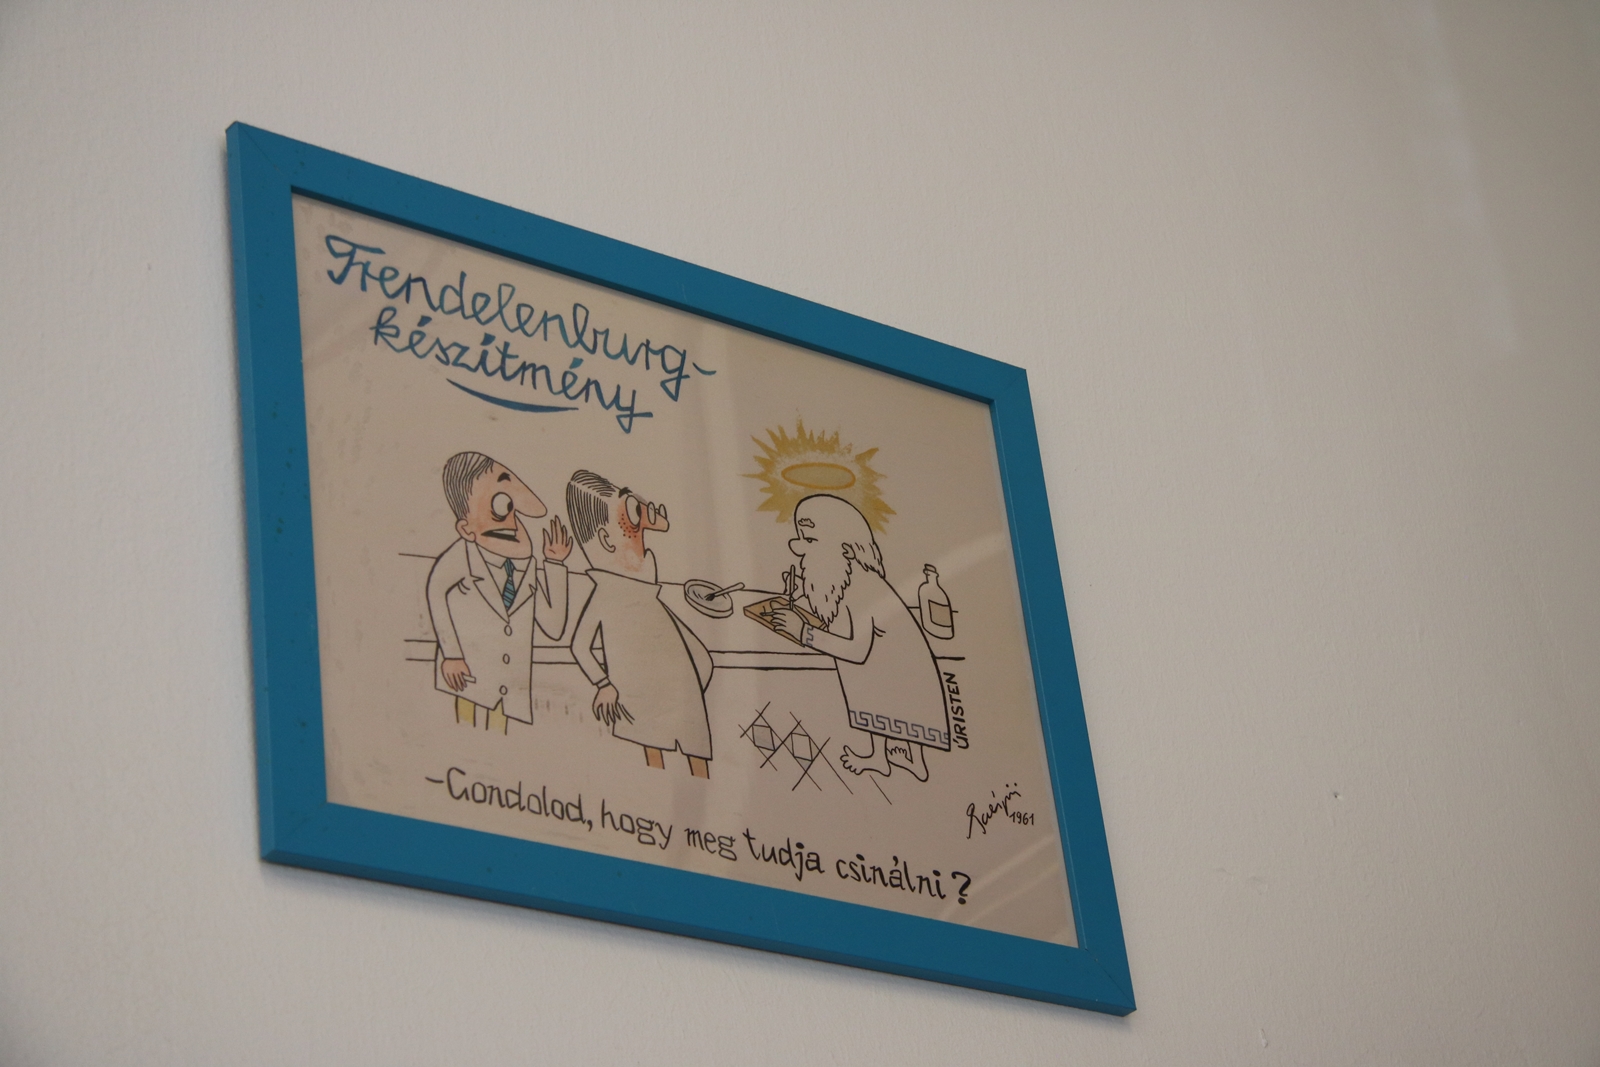 Trendelenburg-
készítmény
ÚRISTEN
1961
-Gondolod, hogy meg tudja csinálni?